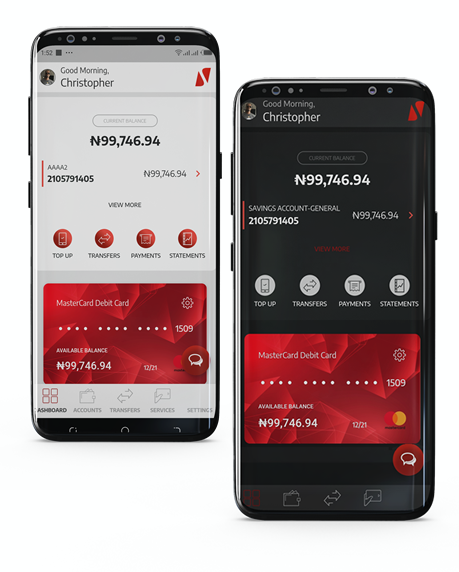 1:52
Good Morning,
Christopher
CURRENT BALANCE
₦99,746.94
AAAA2
2105791405
₦99,746.94
VIEW MORE
TOP UP
TRANSFERS
PAYMENTS
STATEMENTS
MasterCard Debit Card
1509
AVAILABLE BALANCE
₦99,746.94
12/21
ASHBOARD
ACCOUNTS
TRANSFERS
SERVICES
SETTINGS
Good Morning,
Christopher
CURRENT BALANCE
₦99,746.94
SAVINGS ACCOUNT-GENERAL
2105791405
₦99,746.94
VIEW MORE
TOP UP
TRANSFERS
PAYMENTS
STATEMENTS
MasterCard Debit Card
1509
AVAILABLE BALANCE
₦99,746.94
12/21